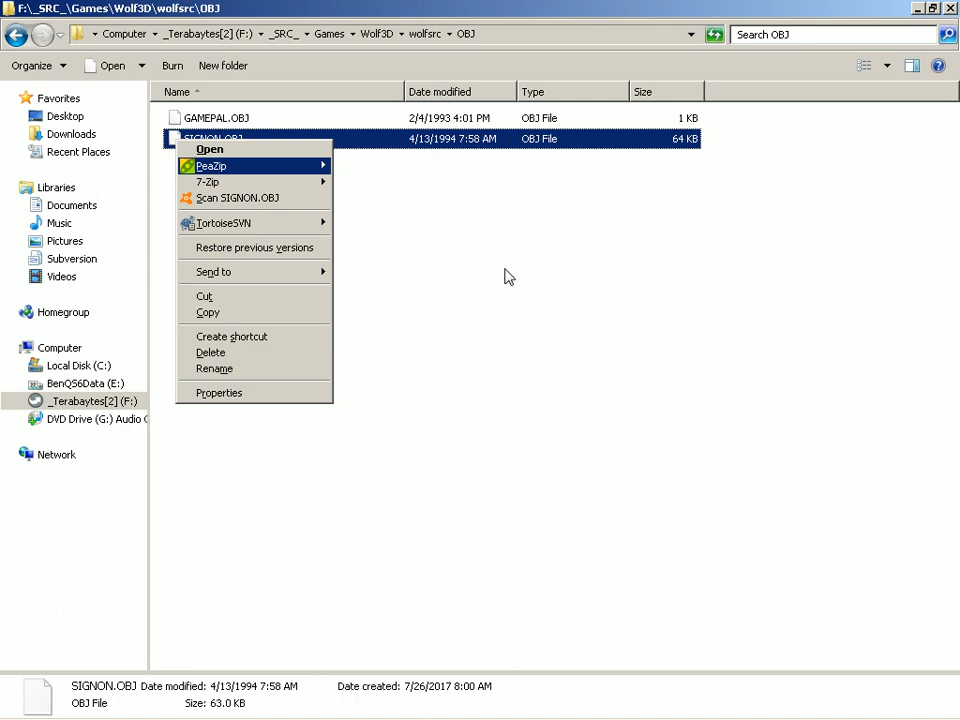 F:\_SRC_\Games\Wolf3D\wolfsrc\OBJ
Computer _Terabaytes[2] (F:) _SRC_ Games Wolf3D wolfsrc OBJ Search OBJ
Organize Open Burn New folder
Name Date modified Type Size
GAMEPAL.OBJ 2/4/1993 4:01 PM OBJ File 1 KB
SIGNON.OBJ 4/13/1994 7:58 AM OBJ File 64 KB
Favorites
Desktop
Downloads
Recent Places
Libraries
Documents
Music
Pictures
Subversion
Videos
Homegroup
Computer
Local Disk (C:)
BenQS6Data (E:)
_Terabaytes[2] (F:)
DVD Drive (G:) Audio
Network
Open
PeaZip
7-Zip
Scan SIGNON.OBJ
TortoiseSVN
Restore previous versions
Send to
Cut
Copy
Create shortcut
Delete
Rename
Properties
SIGNON.OBJ Date modified: 4/13/1994 7:58 AM Date created: 7/26/2017 8:00 AM
OBJ File Size: 63.0 KB